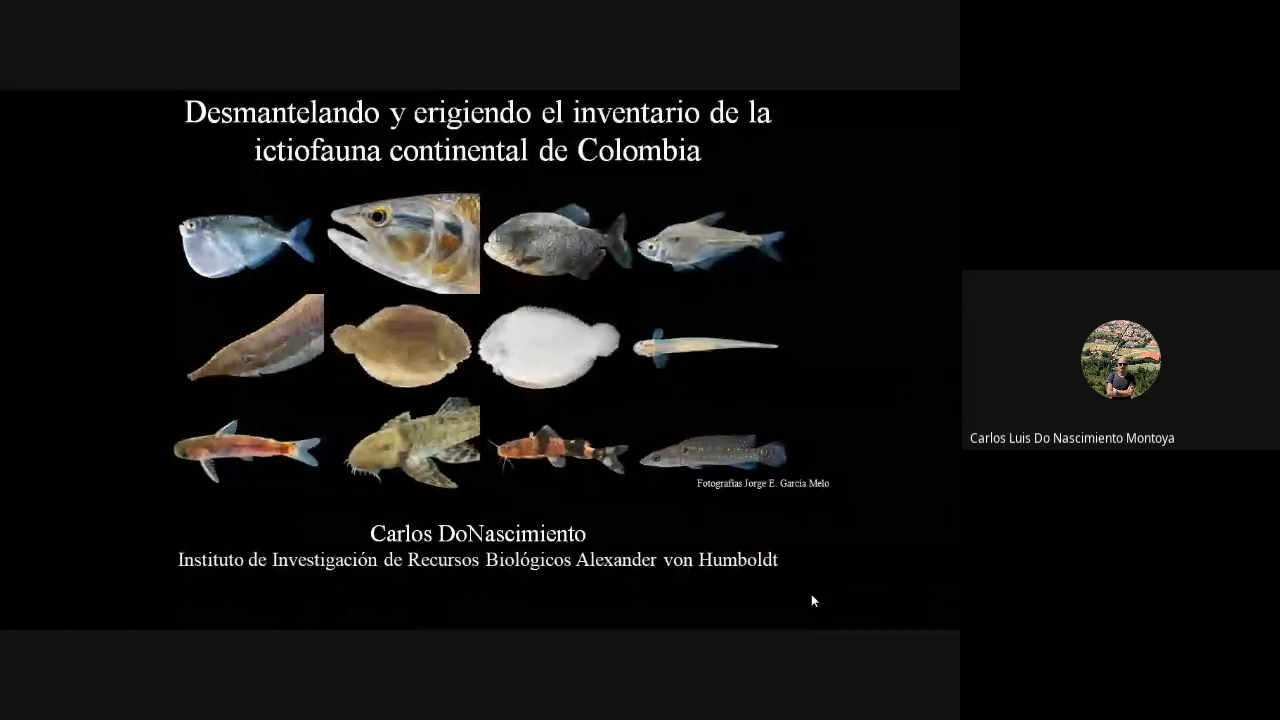 Desmantelando y erigiendo el inventario de la
ictiofauna continental de Colombia
Fotografías Jorge E. García Melo
Carlos DoNascimiento
Instituto de Investigación de Recursos Biológicos Alexander von Humboldt
Carlos Luis Do Nascimiento Montoya